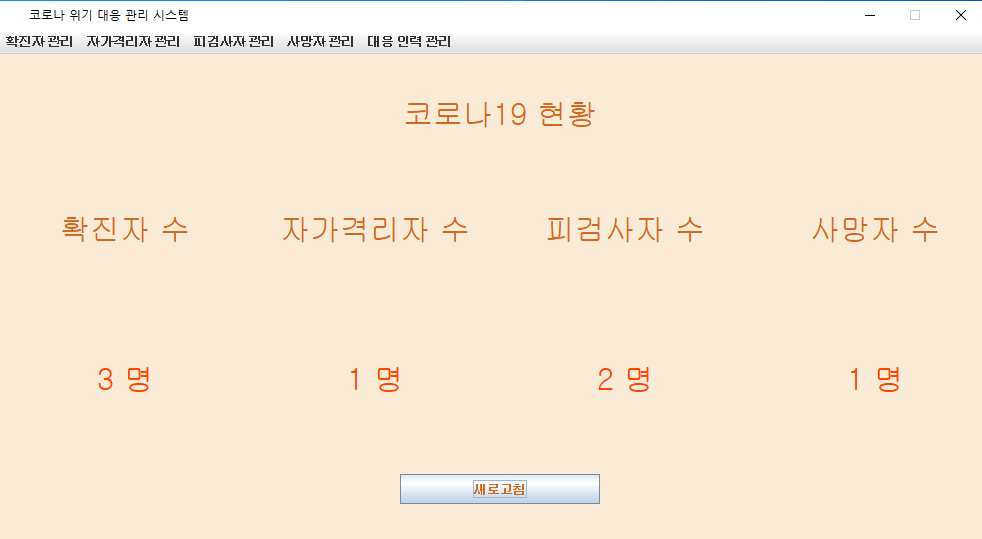 코로나 위기 대응 관리 시스템
확진자 관리 자가격리자 관리 피검사자 관리 사망자 관리 대응 인력 관리
코로나19 현황
확진자 수 자가격리자 수 피검사자 수 사망자 수
3 명 1 명 2 명 1 명
새로고침